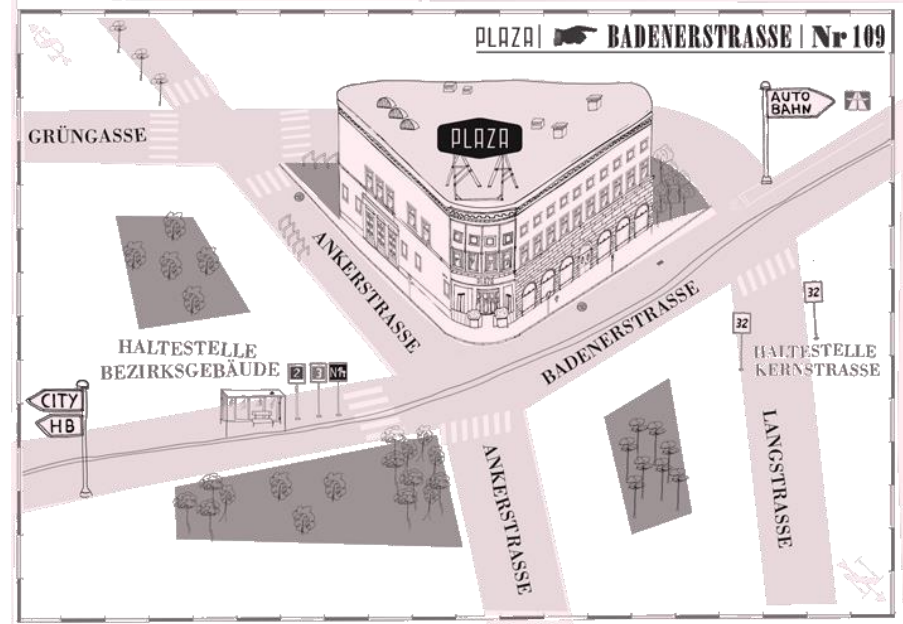 PLAZA | BADENERSTRASSE | Nr 109
AUTO
BAHN
PLAZA
GRÜNGASSE
ANKERSTRASSE
BADENERSTRASSE
32
32
HALTESTELLE
KERNSTRASSE
HALTESTELLE
BEZIRKSGEBÄUDE
2
3
CITY
HB
ANKERSTRASSE
LANGSTRASSE